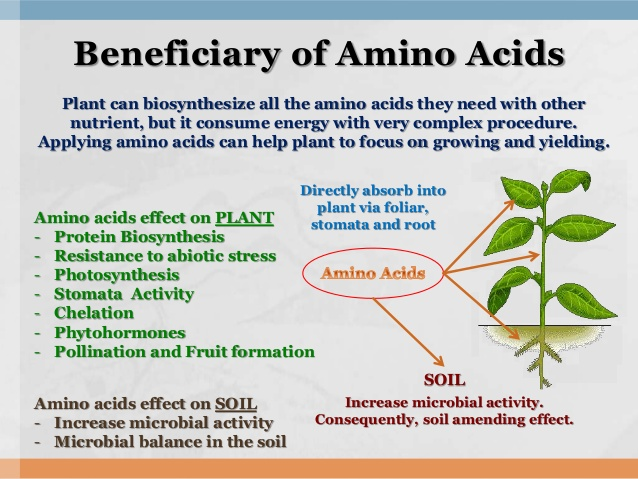 Beneficiary of Amino Acids
Plant can biosynthesize all the amino acids they need with other
nutrient, but it consume energy with very complex procedure.
Applying amino acids can help plant to focus on growing and yielding.
Directly absorb into
plant via foliar,
stomata and root
Amino Acids
Amino acids effect on PLANT
- Protein Biosynthesis
- Resistance to abiotic stress
- Photosynthesis
- Stomata Activity
- Chelation
- Phytohormones
- Pollination and Fruit formation
SOIL
Increase microbial activity.
Consequently, soil amending effect.
Amino acids effect on SOIL
- Increase microbial activity
- Microbial balance in the soil